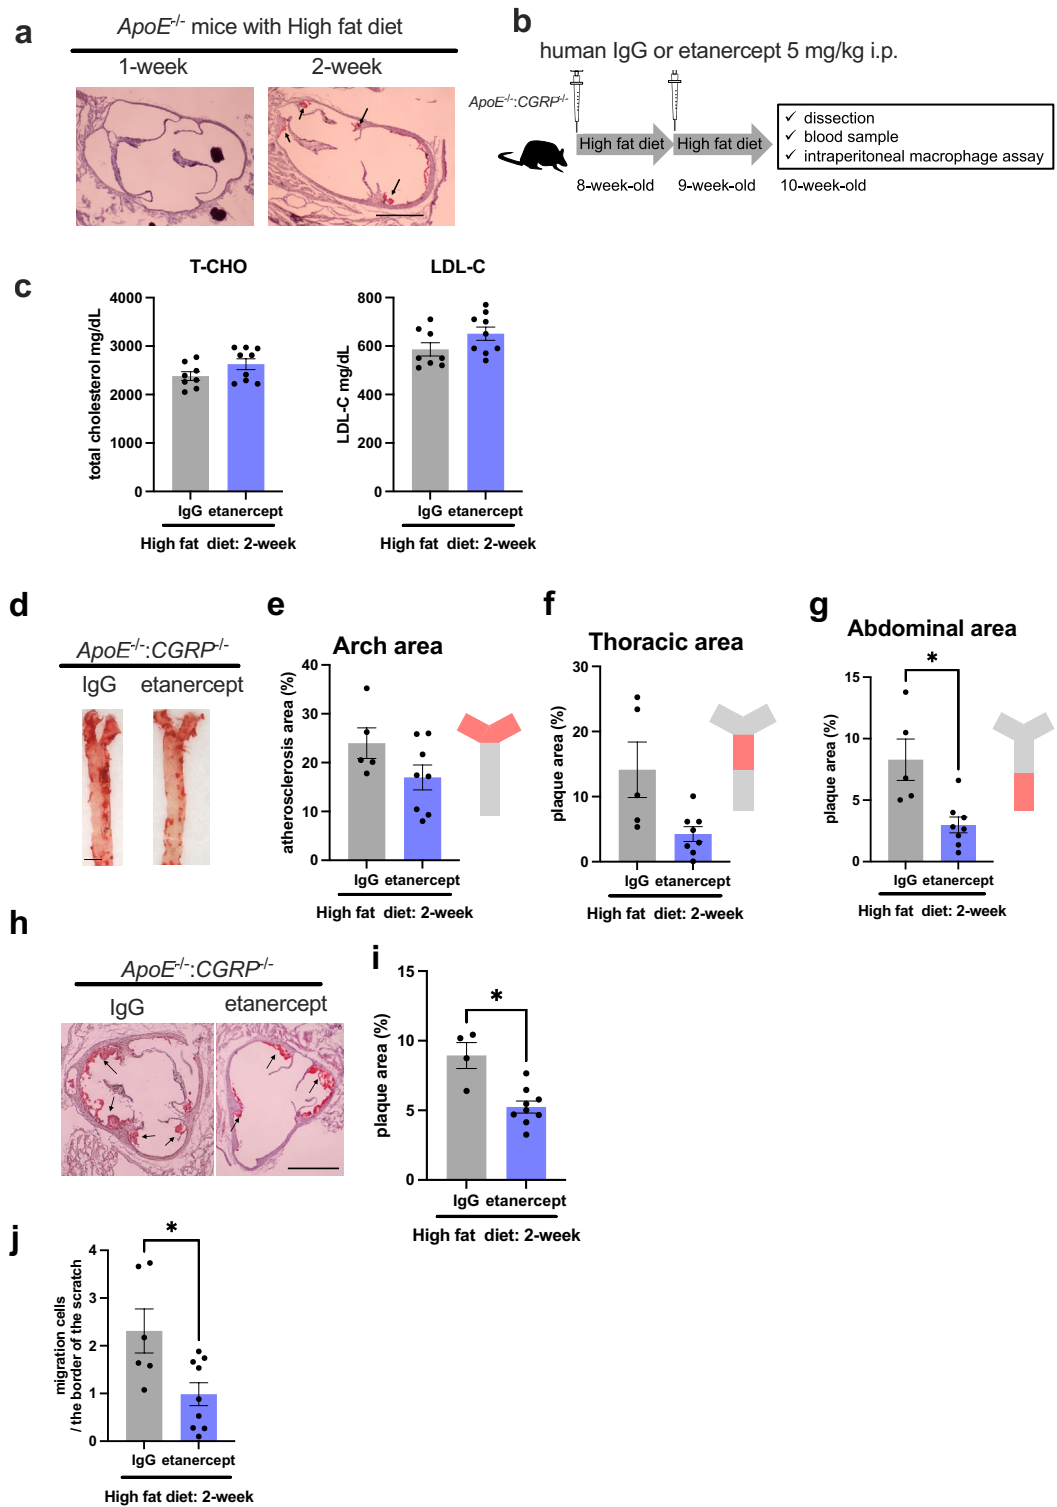 a
ApoE-/- mice with High fat diet
1-week
2-week
b
human IgG or etanercept 5 mg/kg i.p.
ApoE-/-:CGRP-/-
High fat diet
High fat diet
8-week-old
9-week-old
10-week-old
✓ dissection
✓ blood sample
✓ intraperitoneal macrophage assay
c
T-CHO
total cholesterol mg/dL
4000
3000
2000
1000
0
IgG etanercept
High fat diet: 2-week
LDL-C
LDL-C mg/dL
800
600
400
200
0
IgG etanercept
High fat diet: 2-week
d
ApoE-/-:CGRP-/-
IgG
etanercept
e
Arch area
atherosclerosis area (%)
40
30
20
10
0
IgG etanercept
High fat diet: 2-week
f
Thoracic area
plaque area (%)
30
20
10
0
IgG etanercept
High fat diet: 2-week
g
Abdominal area
*
plaque area (%)
15
10
5
0
IgG etanercept
High fat diet: 2-week
h
ApoE-/-:CGRP-/-
IgG
etanercept
i
*
plaque area (%)
15
10
5
0
IgG etanercept
High fat diet: 2-week
j
*
migration cells
/ the border of the scratch
4
3
2
1
0
IgG etanercept
High fat diet: 2-week